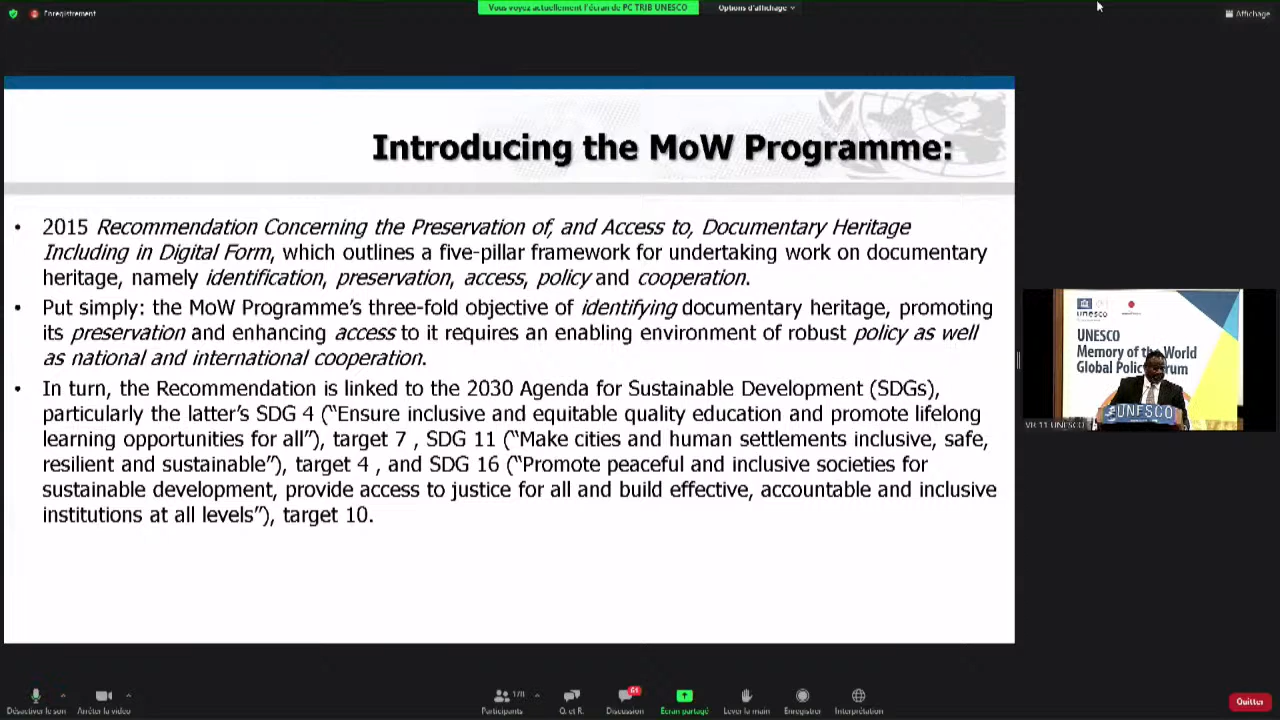 Enregistrement
Vous voyez actuellement l'écran de PC TRIB UNESCO
Options d'affichage
Affichage
Introducing the MoW Programme:
• 2015 Recommendation Concerning the Preservation of, and Access to, Documentary Heritage
Including in Digital Form, which outlines a five-pillar framework for undertaking work on documentary
heritage, namely identification, preservation, access, policy and cooperation.
• Put simply: the MoW Programme's three-fold objective of identifying documentary heritage, promoting
its preservation and enhancing access to it requires an enabling environment of robust policy as well
as national and international cooperation.
• In turn, the Recommendation is linked to the 2030 Agenda for Sustainable Development (SDGs),
particularly the latter's SDG 4 (“Ensure inclusive and equitable quality education and promote lifelong
learning opportunities for all”), target 7 , SDG 11 (“Make cities and human settlements inclusive, safe,
resilient and sustainable”), target 4 , and SDG 16 (“Promote peaceful and inclusive societies for
sustainable development, provide access to justice for all and build effective, accountable and inclusive
institutions at all levels”), target 10.
unesco
UNESCO
Memory of the World
Global Policy Forum
UNESCO
VR 11 UNESCO
Désactiver le son
Arrêter la vidéo
Participants
Q. et R.
64
Discussion
Écran partagé
Lever la main
Enregistrer
Interprétation
Quitter